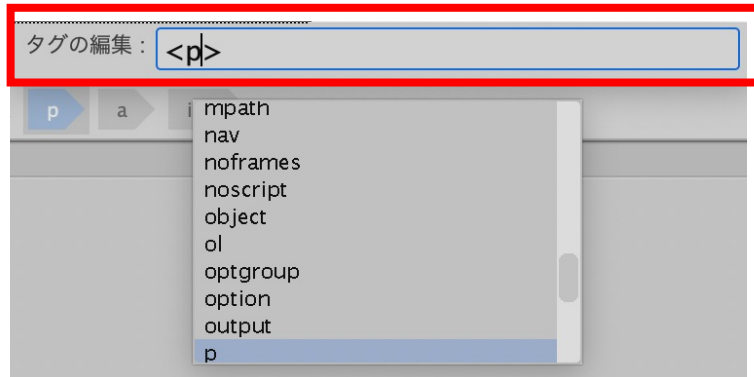 タグの編集： <p>
p a i
mpath
nav
noframes
noscript
object
ol
optgroup
option
output
p